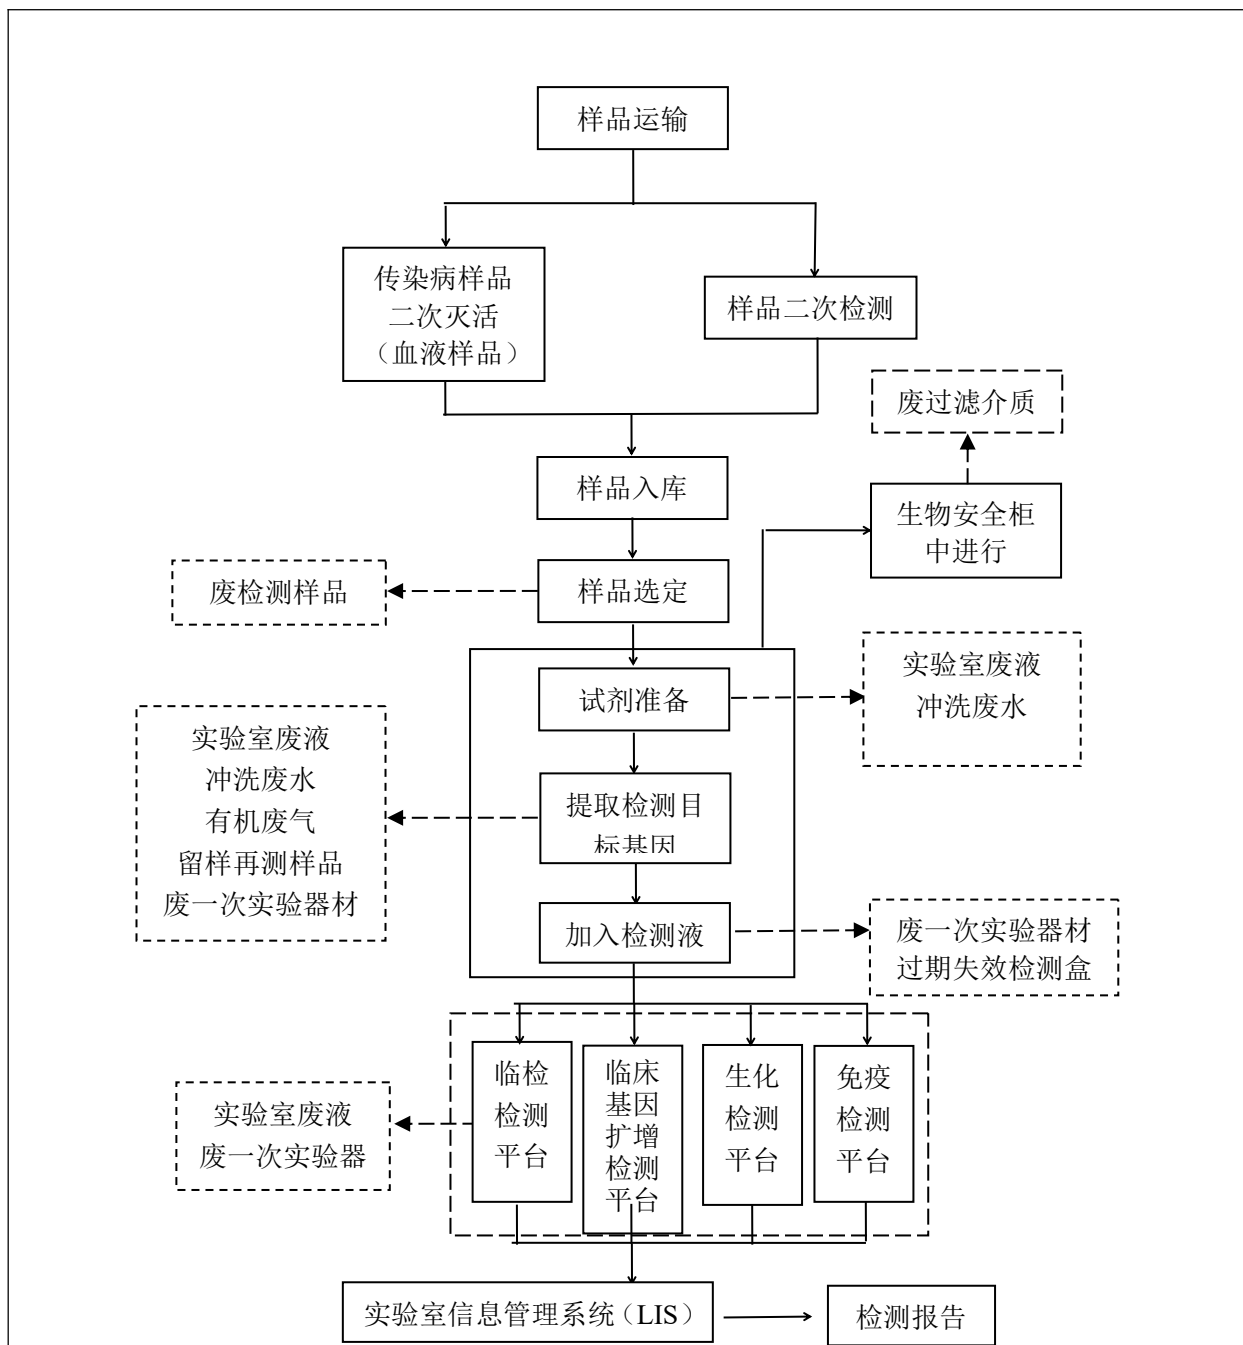 样品运输
传染病样品
二次灭活
（血液样品）
样品二次检测
废过滤介质
样品入库
生物安全柜
中进行
废检测样品
样品选定
实验室废液
冲洗废水
试剂准备
实验室废液
冲洗废水
有机废气
留样再测样品
废一次实验器材
提取检测目
标基因
加入检测液
废一次实验器材
过期失效检测盒
临检
检测
平台
临床
基因
扩增
检测
平台
生化
检测
平台
免疫
检测
平台
实验室废液
废一次实验器
实验室信息管理系统（LIS）
检测报告